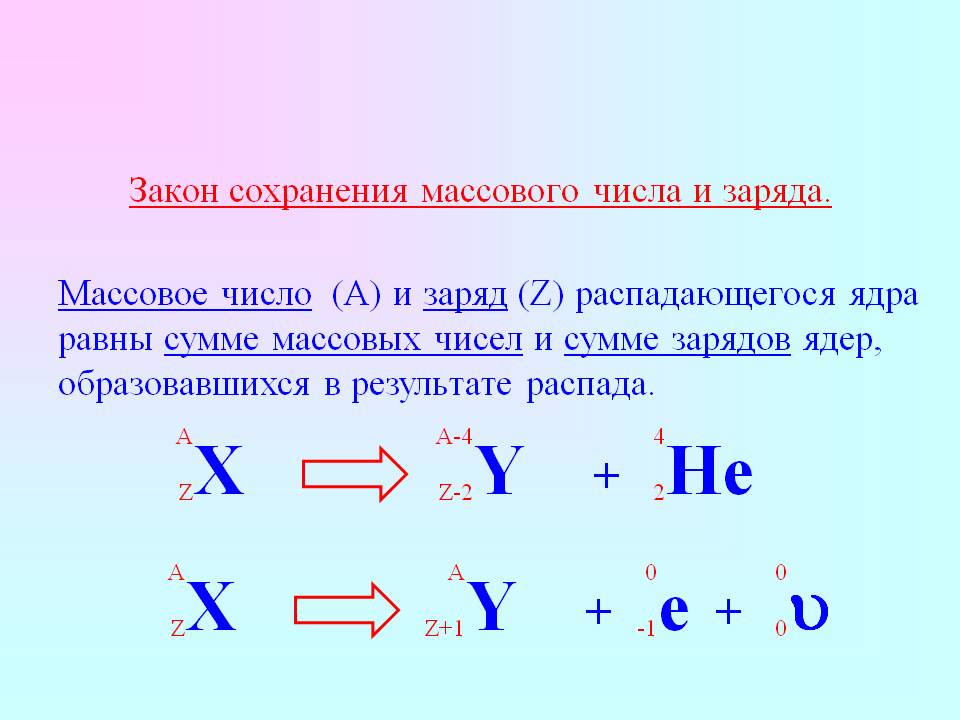 Закон сохранения массового числа и заряда.
Массовое число (А) и заряд (Z) распадающегося ядра
равны сумме массовых чисел и сумме зарядов ядер,
образовавшихся в результате распада.
A A-4 4
X Y + He
Z Z-2 2
A A 0 0
X Y + e + υ
Z Z+1 -1 0